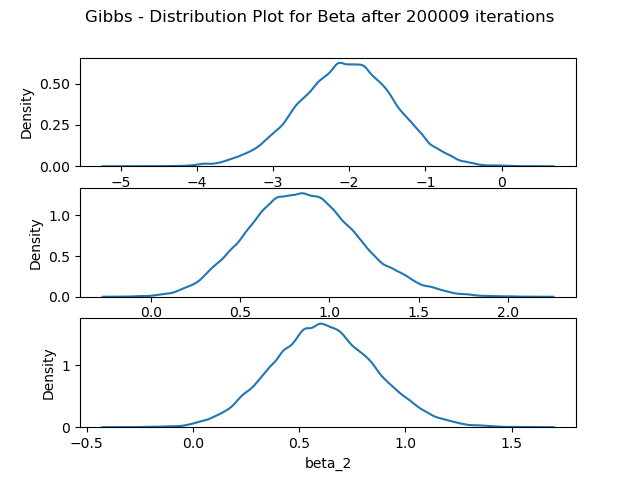 Gibbs - Distribution Plot for Beta after 200009 iterations
0.50
0.25
0.00
Density
−5 −4 −3 −2 −1 0
1.0
0.5
0.0
Density
0.0 0.5 1.0 1.5 2.0
1
0
Density
−0.5 0.0 0.5 1.0 1.5
beta_2